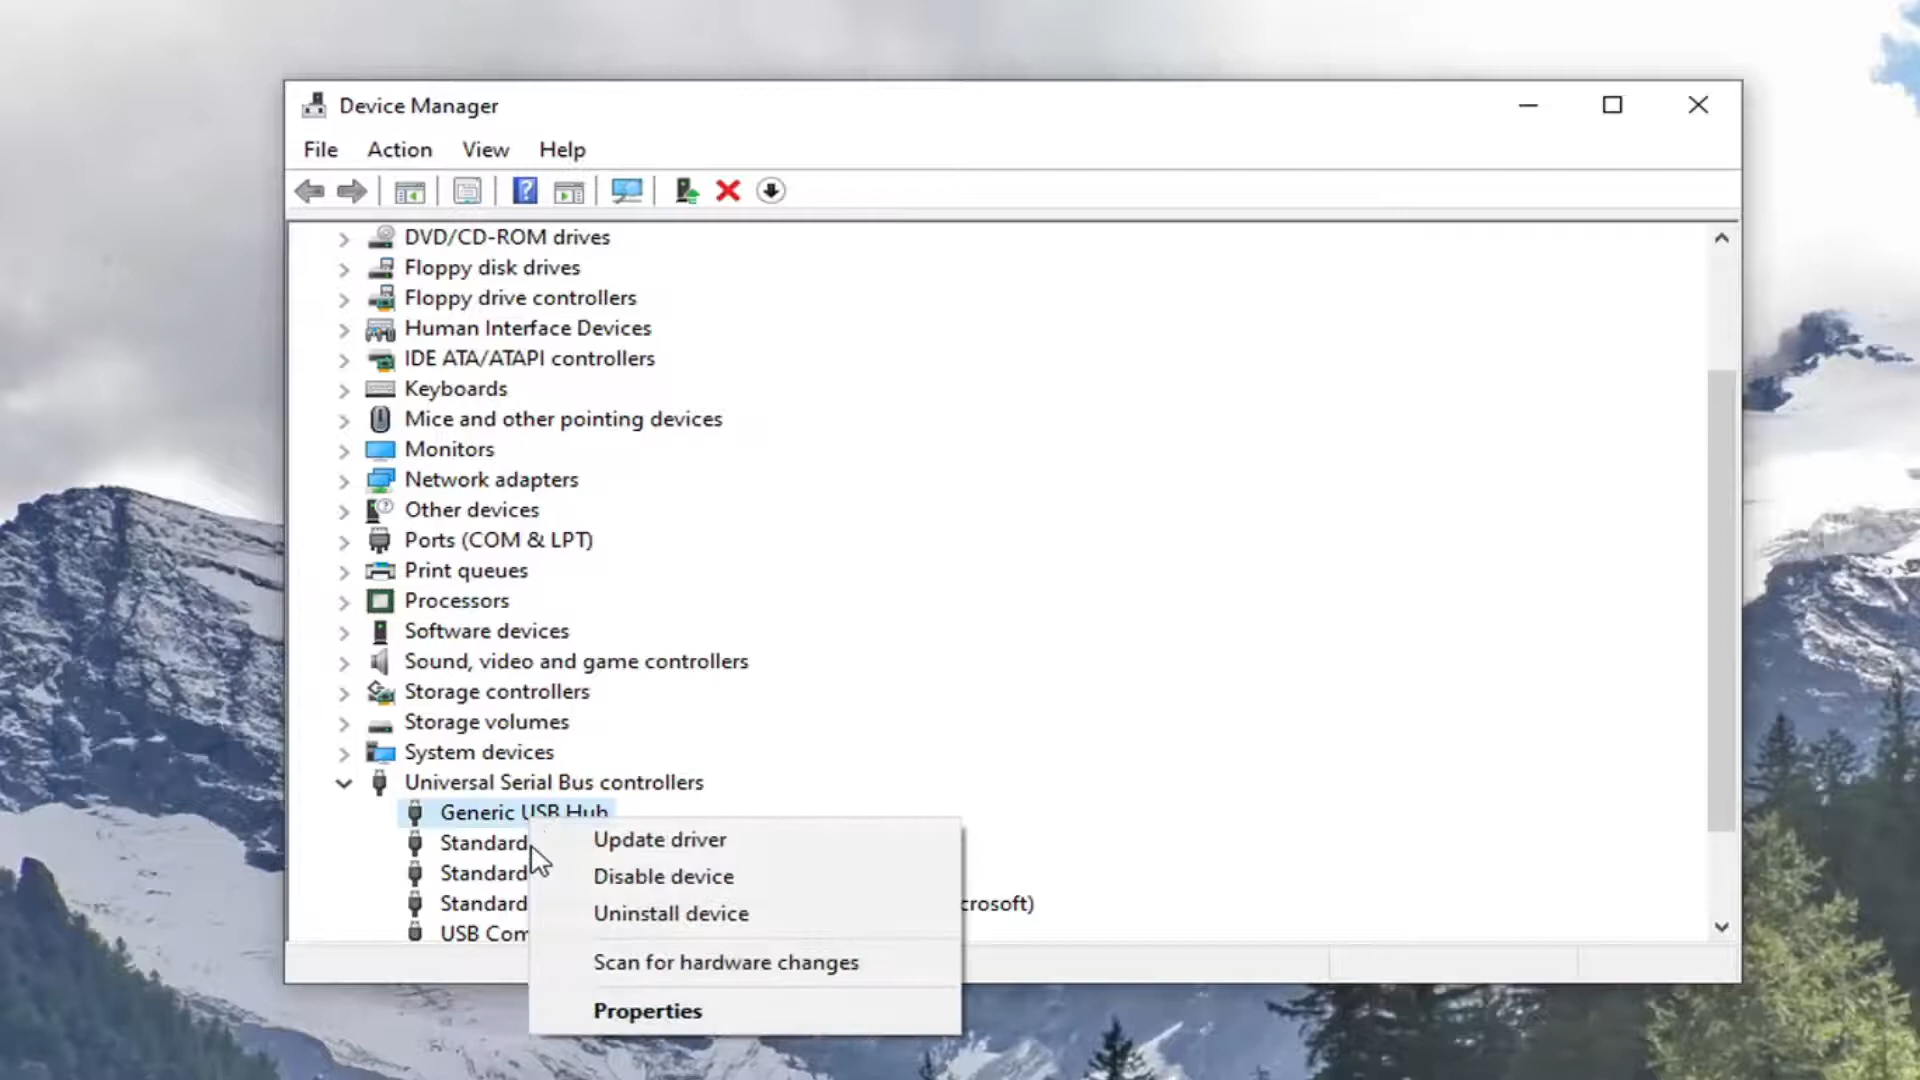 Device Manager
File Action View Help
DVD/CD-ROM drives
Floppy disk drives
Floppy drive controllers
Human Interface Devices
IDE ATA/ATAPI controllers
Keyboards
Mice and other pointing devices
Monitors
Network adapters
Other devices
Ports (COM & LPT)
Print queues
Processors
Software devices
Sound, video and game controllers
Storage controllers
Storage volumes
System devices
Universal Serial Bus controllers
Generic USB Hub
Standard
Standard
Standard crosoft)
USB Com
Update driver
Disable device
Uninstall device
Scan for hardware changes
Properties